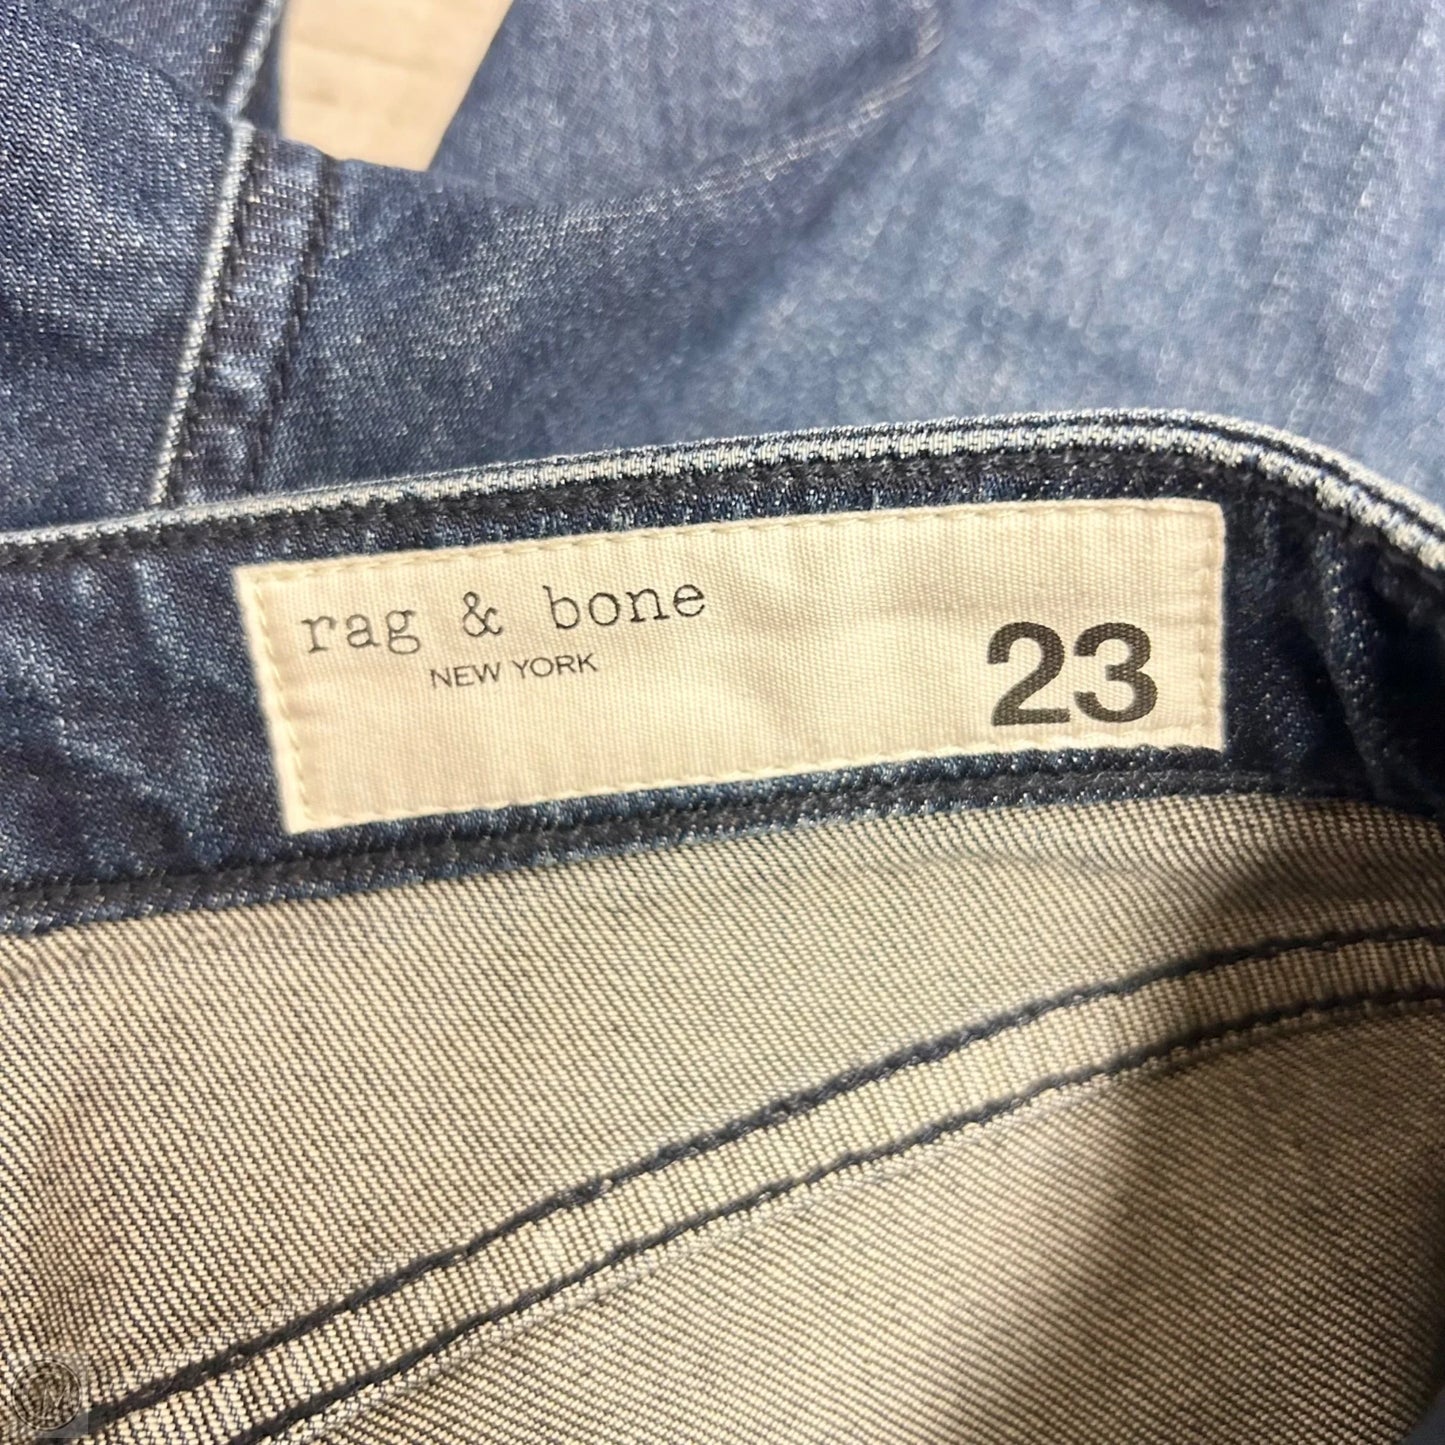 rag & bone
NEW YORK
23